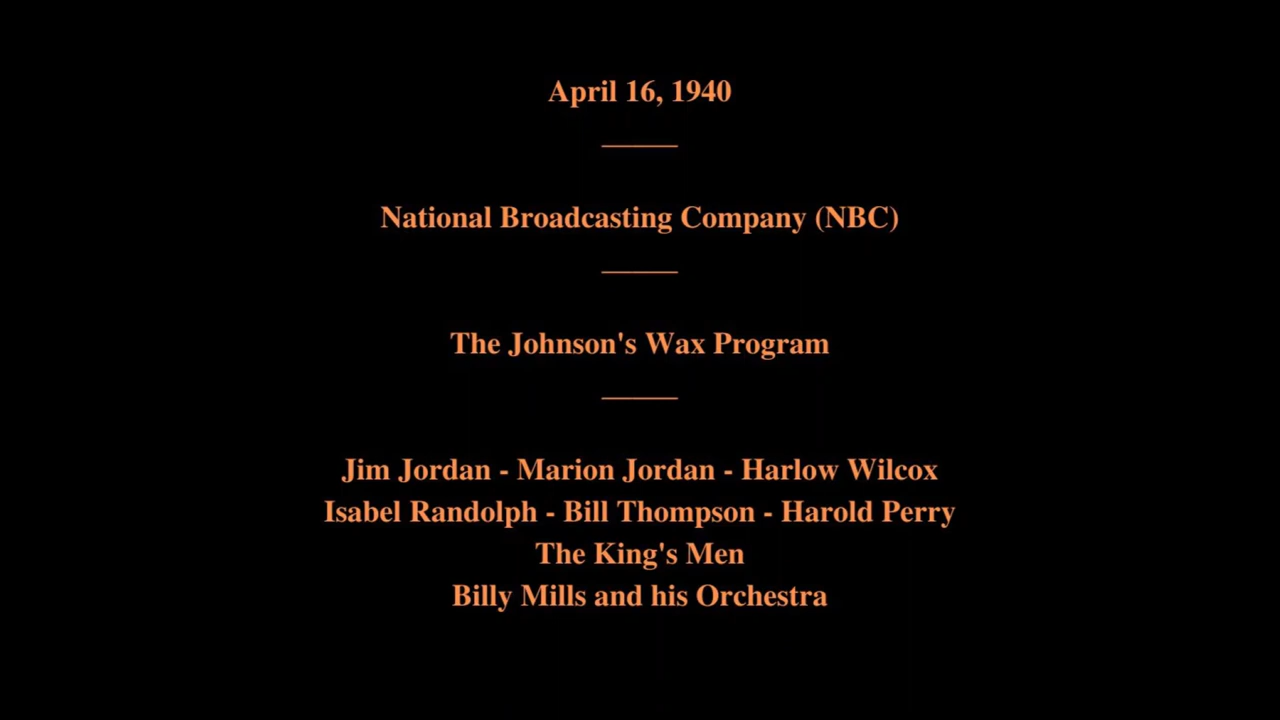 April 16, 1940
National Broadcasting Company (NBC)
The Johnson's Wax Program
Jim Jordan - Marion Jordan - Harlow Wilcox
Isabel Randolph - Bill Thompson - Harold Perry
The King's Men
Billy Mills and his Orchestra